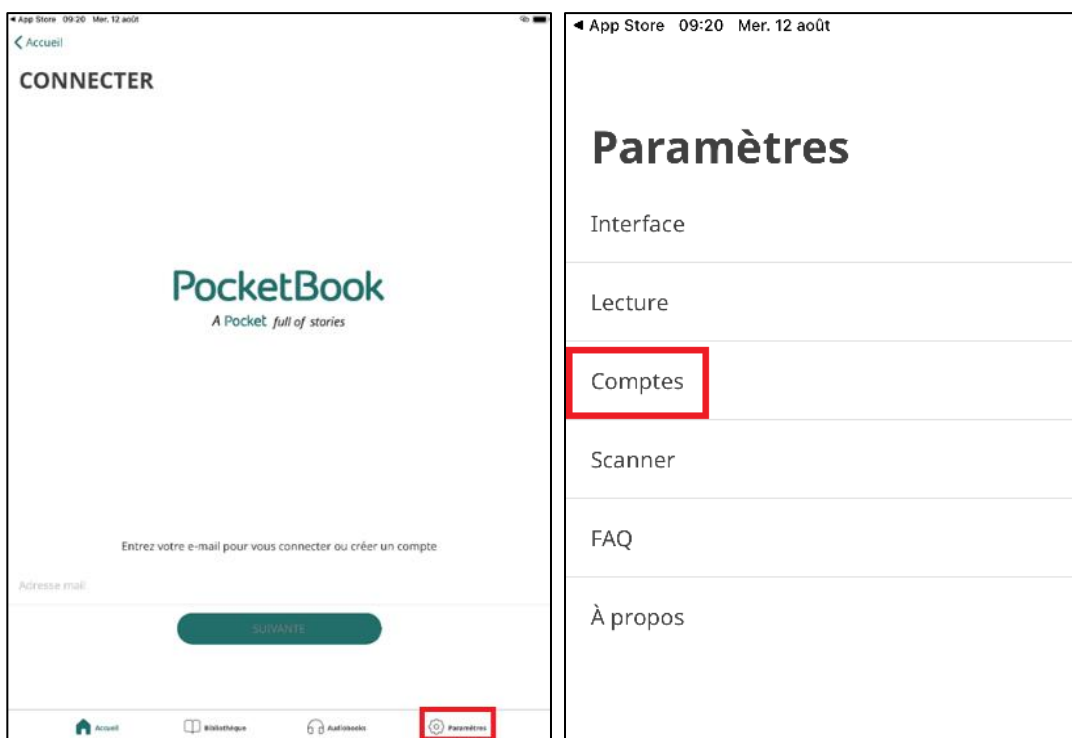 ◄ App Store 09:20 Mer. 12 août
Accueil
CONNECTER
PocketBook
A Pocket full of stories
Entrez votre e-mail pour vous connecter ou créer un compte
Adresse mail
SUIVANTE
Accueil Bibliothèque Audiobooks Paramètres
◄ App Store 09:20 Mer. 12 août
Paramètres
Interface
Lecture
Comptes
Scanner
FAQ
À propos